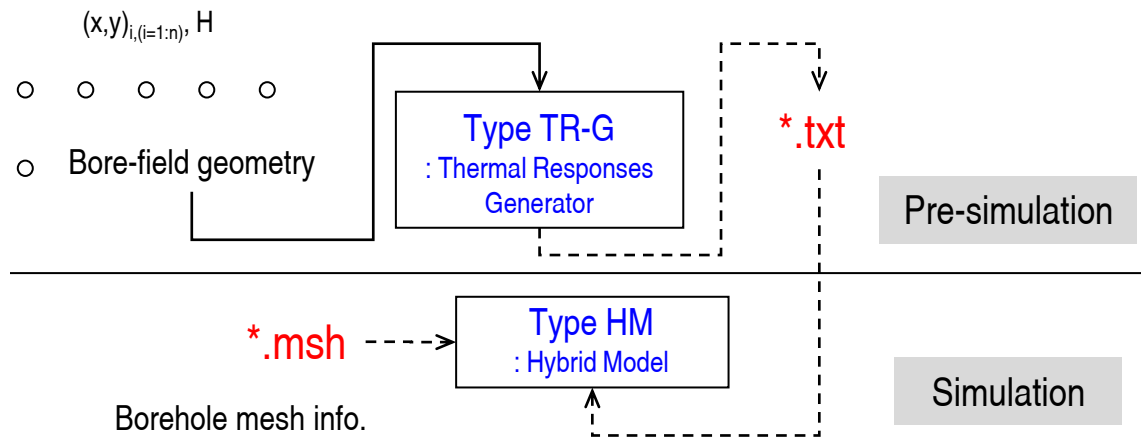 (x,y)i,(i=1:n), H
Bore-field geometry
Type TR-G
: Thermal Responses
Generator
*.txt
Pre-simulation
*.msh
Type HM
: Hybrid Model
Borehole mesh info.
Simulation